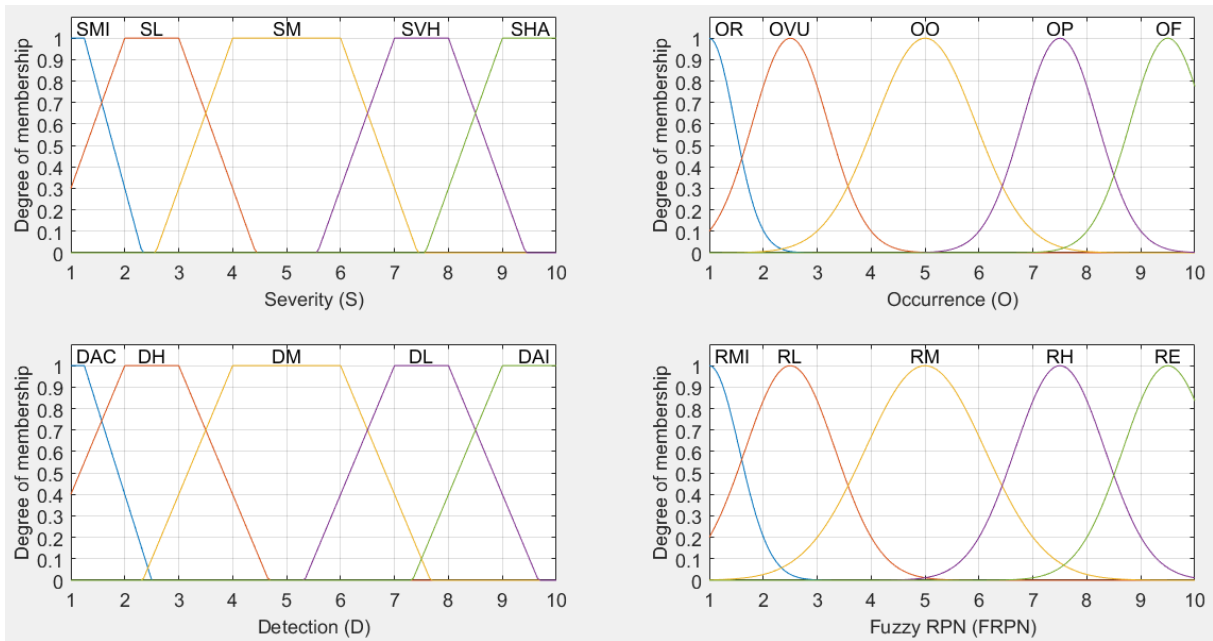 SMI SL SM SVH SHA
Degree of membership
1
0.9
0.8
0.7
0.6
0.5
0.4
0.3
0.2
0.1
0
1 2 3 4 5 6 7 8 9 10
Severity (S)
OR OVU OO OP OF
Degree of membership
1
0.9
0.8
0.7
0.6
0.5
0.4
0.3
0.2
0.1
0
1 2 3 4 5 6 7 8 9 10
Occurrence (O)
DAC DH DM DL DAI
Degree of membership
1
0.9
0.8
0.7
0.6
0.5
0.4
0.3
0.2
0.1
0
1 2 3 4 5 6 7 8 9 10
Detection (D)
RMI RL RM RH RE
Degree of membership
1
0.9
0.8
0.7
0.6
0.5
0.4
0.3
0.2
0.1
0
1 2 3 4 5 6 7 8 9 10
Fuzzy RPN (FRPN)